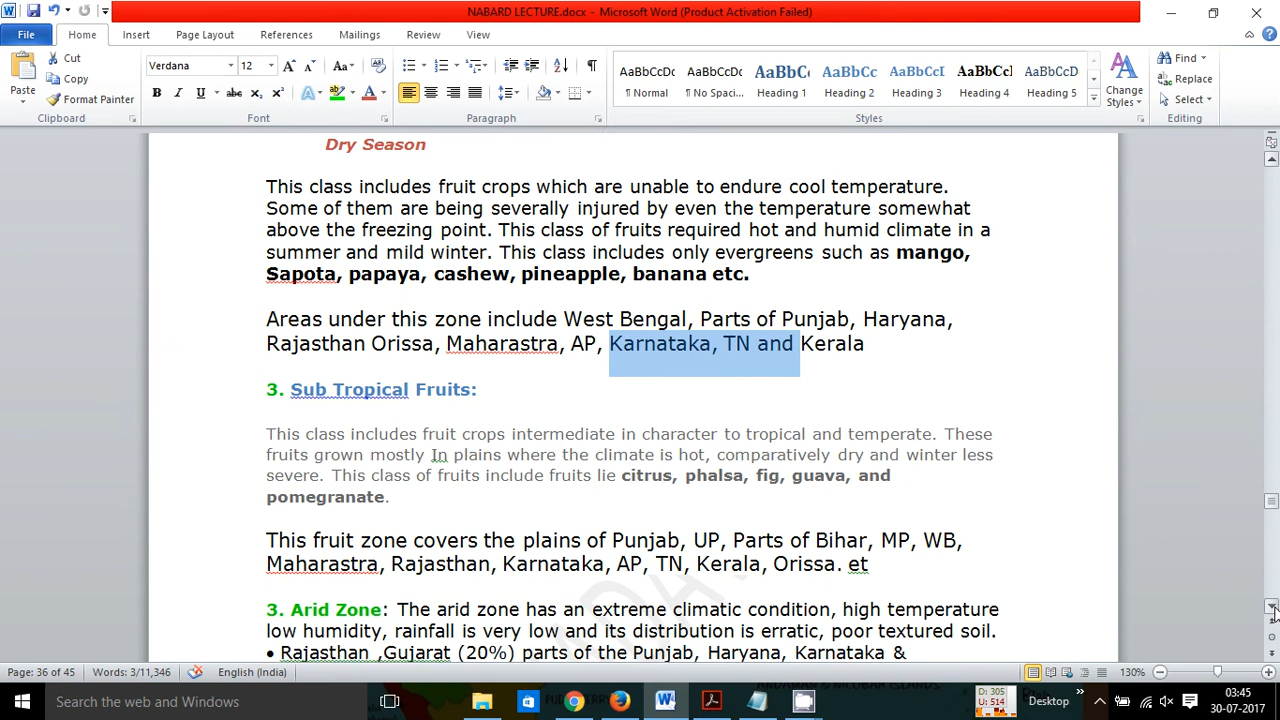 NABARD LECTURE.docx - Microsoft Word (Product Activation Failed)
File Home Insert Page Layout References Mailings Review View
Paste Cut Copy Format Painter Clipboard
Verdana 12 Font
Paragraph
AaBbCcDc ¶ Normal
AaBbCcDc ¶ No Spaci...
AaBbC Heading 1
AaBbCc Heading 2
AaBbCcI Heading 3
AaBbCcI Heading 4
AaBbCcDc Heading 5
Change Styles
Styles
Find Replace Select Editing
Dry Season
This class includes fruit crops which are unable to endure cool temperature.
Some of them are being severally injured by even the temperature somewhat
above the freezing point. This class of fruits required hot and humid climate in a
summer and mild winter. This class includes only evergreens such as mango,
Sapota, papaya, cashew, pineapple, banana etc.
Areas under this zone include West Bengal, Parts of Punjab, Haryana,
Rajasthan Orissa, Maharastra, AP, Karnataka, TN and Kerala
3. Sub Tropical Fruits:
This class includes fruit crops intermediate in character to tropical and temperate. These
fruits grown mostly In plains where the climate is hot, comparatively dry and winter less
severe. This class of fruits include fruits lie citrus, phalsa, fig, guava, and
pomegranate.
This fruit zone covers the plains of Punjab, UP, Parts of Bihar, MP, WB,
Maharastra, Rajasthan, Karnataka, AP, TN, Kerala, Orissa. et
3. Arid Zone: The arid zone has an extreme climatic condition, high temperature
low humidity, rainfall is very low and its distribution is erratic, poor textured soil.
• Rajasthan ,Gujarat (20%) parts of the Punjab, Haryana, Karnataka &
Page: 36 of 45 Words: 3/11,346 English (India) 130%
Search the web and Windows
D: 305
U: 514
Desktop
03:45
30-07-2017